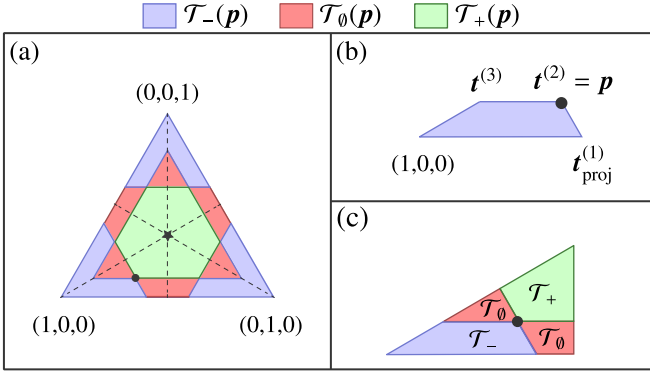 𝒯₋(p) 𝒯∅(p) 𝒯₊(p)
(a)
(0,0,1)
(1,0,0)
(0,1,0)
(b)
t⁽³⁾ t⁽²⁾ = p
(1,0,0)
t⁽¹⁾proj
(c)
𝒯₊
𝒯∅
𝒯₋
𝒯∅